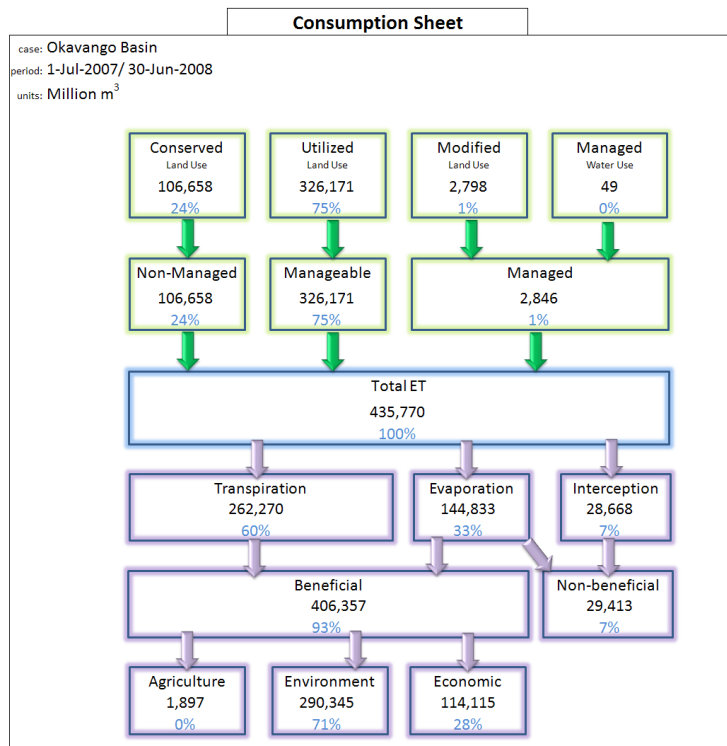 Consumption Sheet
case: Okavango Basin
period: 1-Jul-2007/ 30-Jun-2008
units: Million m³
Conserved
Land Use
106,658
24%
Utilized
Land Use
326,171
75%
Modified
Land Use
2,798
1%
Managed
Water Use
49
0%
Non-Managed
106,658
24%
Manageable
326,171
75%
Managed
2,846
1%
Total ET
435,770
100%
Transpiration
262,270
60%
Evaporation
144,833
33%
Interception
28,668
7%
Beneficial
406,357
93%
Non-beneficial
29,413
7%
Agriculture
1,897
0%
Environment
290,345
71%
Economic
114,115
28%